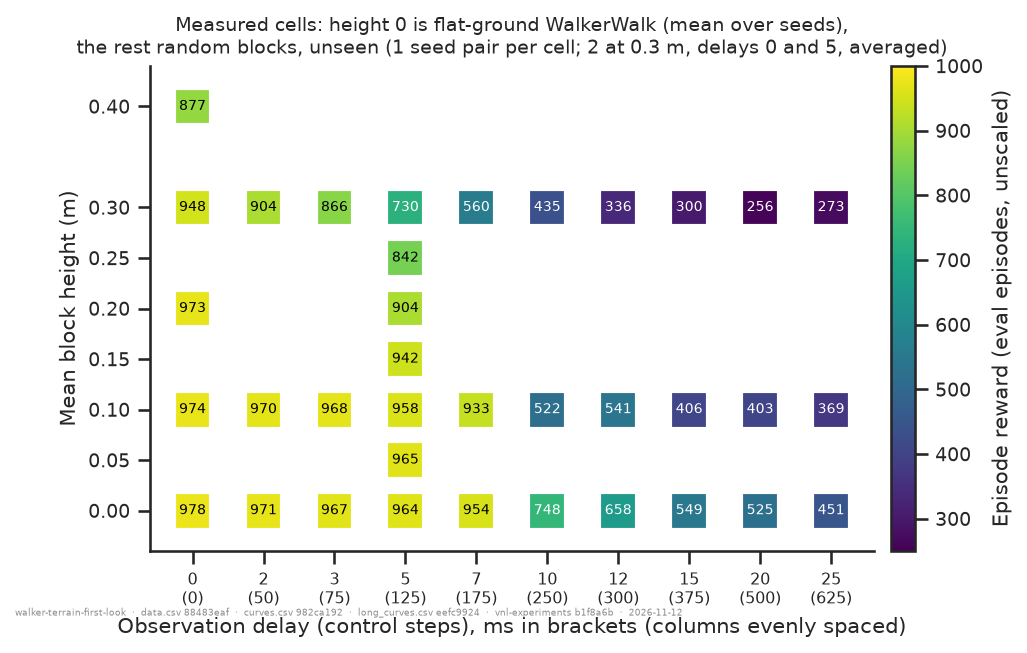 Measured cells: height 0 is flat-ground WalkerWalk (mean over seeds),
the rest random blocks, unseen (1 seed pair per cell; 2 at 0.3 m, delays 0 and 5, averaged)
Mean block height (m)
0.40
0.30
0.25
0.20
0.15
0.10
0.05
0.00
877
948 904 866 730 560 435 336 300 256 273
842
973 904
942
974 970 968 958 933 522 541 406 403 369
965
978 971 967 964 954 748 658 549 525 451
0 2 3 5 7 10 12 15 20 25
(0) (50) (75) (125) (175) (250) (300) (375) (500) (625)
walker-terrain-first-look · data.csv 88483eaf · curves.csv 982ca192 · long_curves.csv eefc9924 · vnl-experiments b1f8a6b · 2026-11-12
Observation delay (control steps), ms in brackets (columns evenly spaced)
1000
900
800
700
600
500
400
300
Episode reward (eval episodes, unscaled)